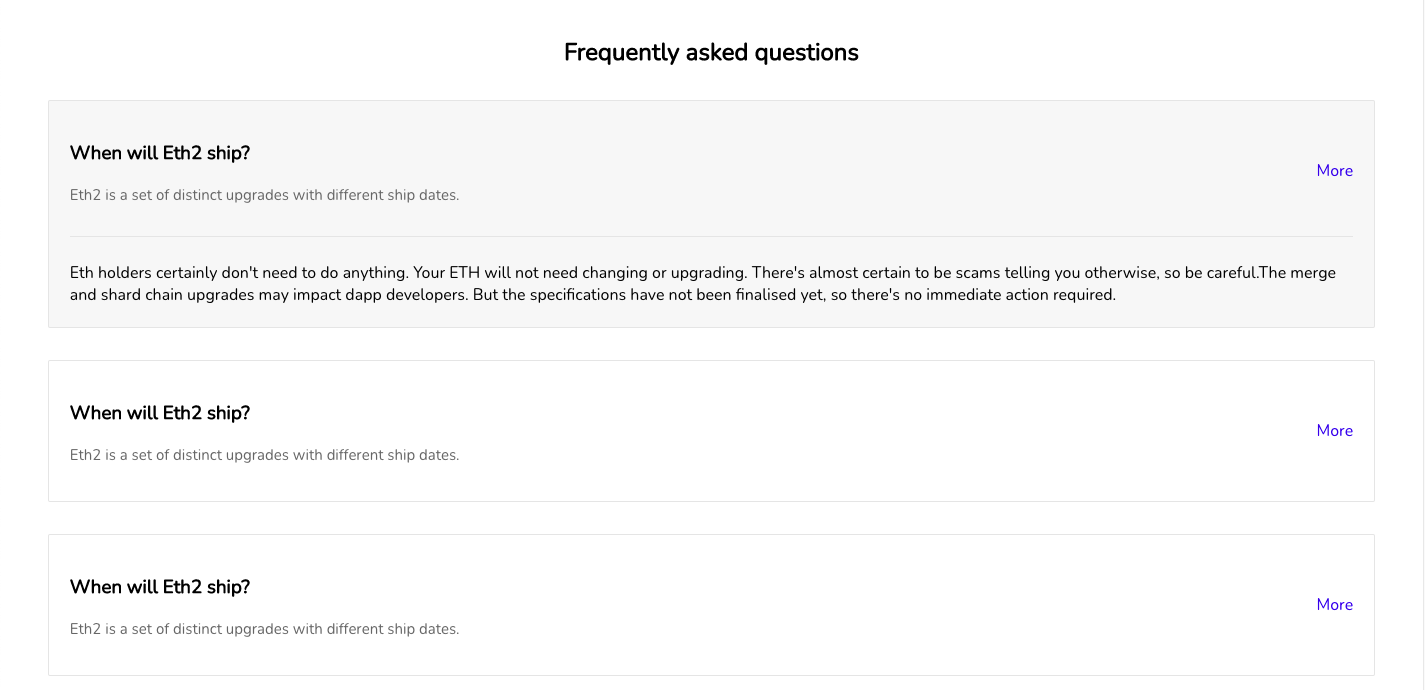 Frequently asked questions
When will Eth2 ship?
More
Eth2 is a set of distinct upgrades with different ship dates.
Eth holders certainly don't need to do anything. Your ETH will not need changing or upgrading. There's almost certain to be scams telling you otherwise, so be careful.The merge
and shard chain upgrades may impact dapp developers. But the specifications have not been finalised yet, so there's no immediate action required.
When will Eth2 ship?
More
Eth2 is a set of distinct upgrades with different ship dates.
When will Eth2 ship?
More
Eth2 is a set of distinct upgrades with different ship dates.